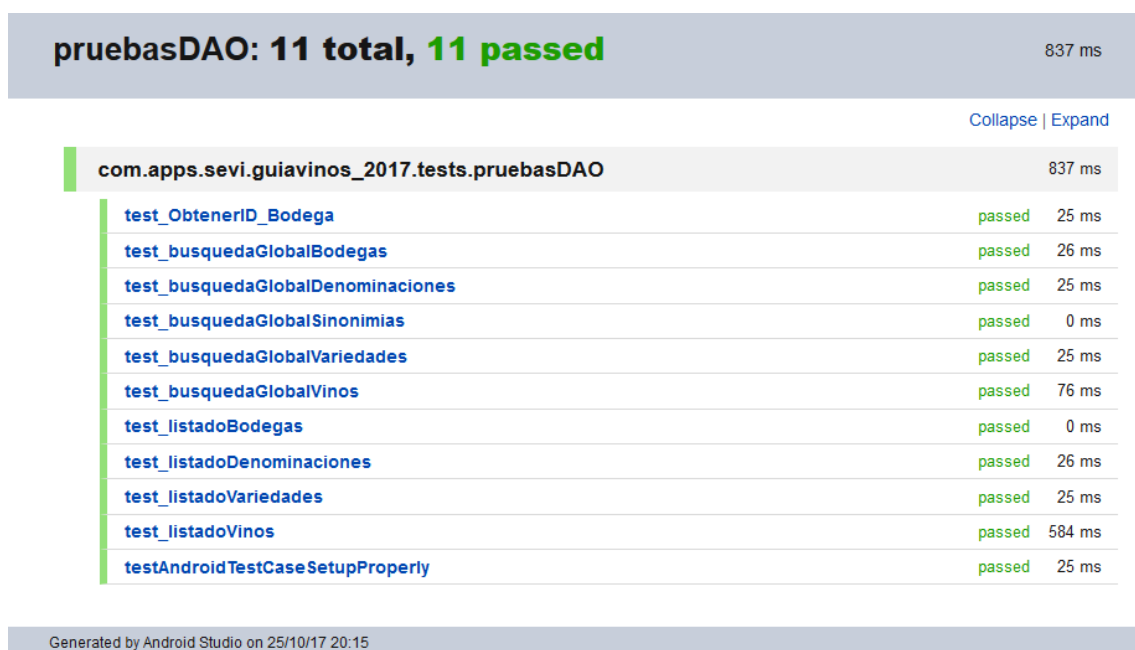 pruebasDAO: 11 total, 11 passed 837 ms
Collapse | Expand
com.apps.sevi.guiavinos_2017.tests.pruebasDAO 837 ms
test_ObtenerID_Bodega passed 25 ms
test_busquedaGlobalBodegas passed 26 ms
test_busquedaGlobalDenominaciones passed 25 ms
test_busquedaGlobalSinonimias passed 0 ms
test_busquedaGlobalVariedades passed 25 ms
test_busquedaGlobalVinos passed 76 ms
test_listadoBodegas passed 0 ms
test_listadoDenominaciones passed 26 ms
test_listadoVariedades passed 25 ms
test_listadoVinos passed 584 ms
testAndroidTestCaseSetupProperly passed 25 ms
Generated by Android Studio on 25/10/17 20:15